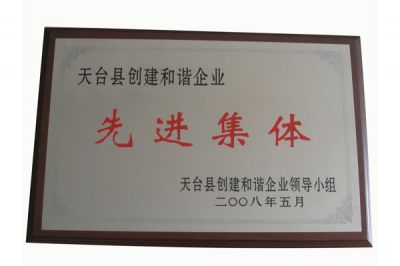 天台县创建和谐企业
先进集体
天台县创建和谐企业领导小组
二〇〇八年五月